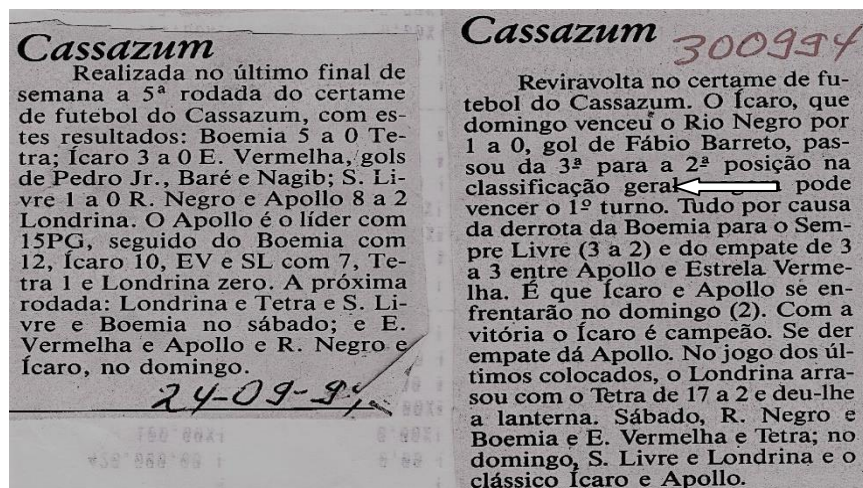 Cassazum
Realizada no último final de
semana a 5ª rodada do certame
de futebol do Cassazum, com es-
tes resultados: Boemia 5 a 0 Te-
tra; Ícaro 3 a 0 E. Vermelha, gols
de Pedro Jr., Baré e Nagib; S. Li-
vre 1 a 0 R. Negro e Apollo 8 a 2
Londrina. O Apollo é o líder com
15PG, seguido do Boemia com
12, Ícaro 10, EV e SL com 7, Te-
tra 1 e Londrina zero. A próxima
rodada: Londrina e Tetra e S. Li-
vre e Boemia no sábado; e E.
Vermelha e Apollo e R. Negro e
Ícaro, no domingo.
24-09-94
Cassazum
300994
Reviravolta no certame de fu-
tebol do Cassazum. O Ícaro, que
domingo venceu o Rio Negro por
1 a 0, gol de Fábio Barreto, pas-
sou da 3ª para a 2ª posição na
classificação geral pode
vencer o 1º turno. Tudo por causa
da derrota da Boemia para o Sem-
pre Livre (3 a 2) e do empate de 3
a 3 entre Apollo e Estrela Verme-
lha. É que Ícaro e Apollo se en-
frentarão no domingo (2). Com a
vitória o Ícaro é campeão. Se der
empate dá Apollo. No jogo dos úl-
timos colocados, o Londrina arra-
sou com o Tetra de 17 a 2 e deu-lhe
a lanterna. Sábado, R. Negro e
Boemia e E. Vermelha e Tetra; no
domingo, S. Livre e Londrina e o
clássico Ícaro e Apollo.